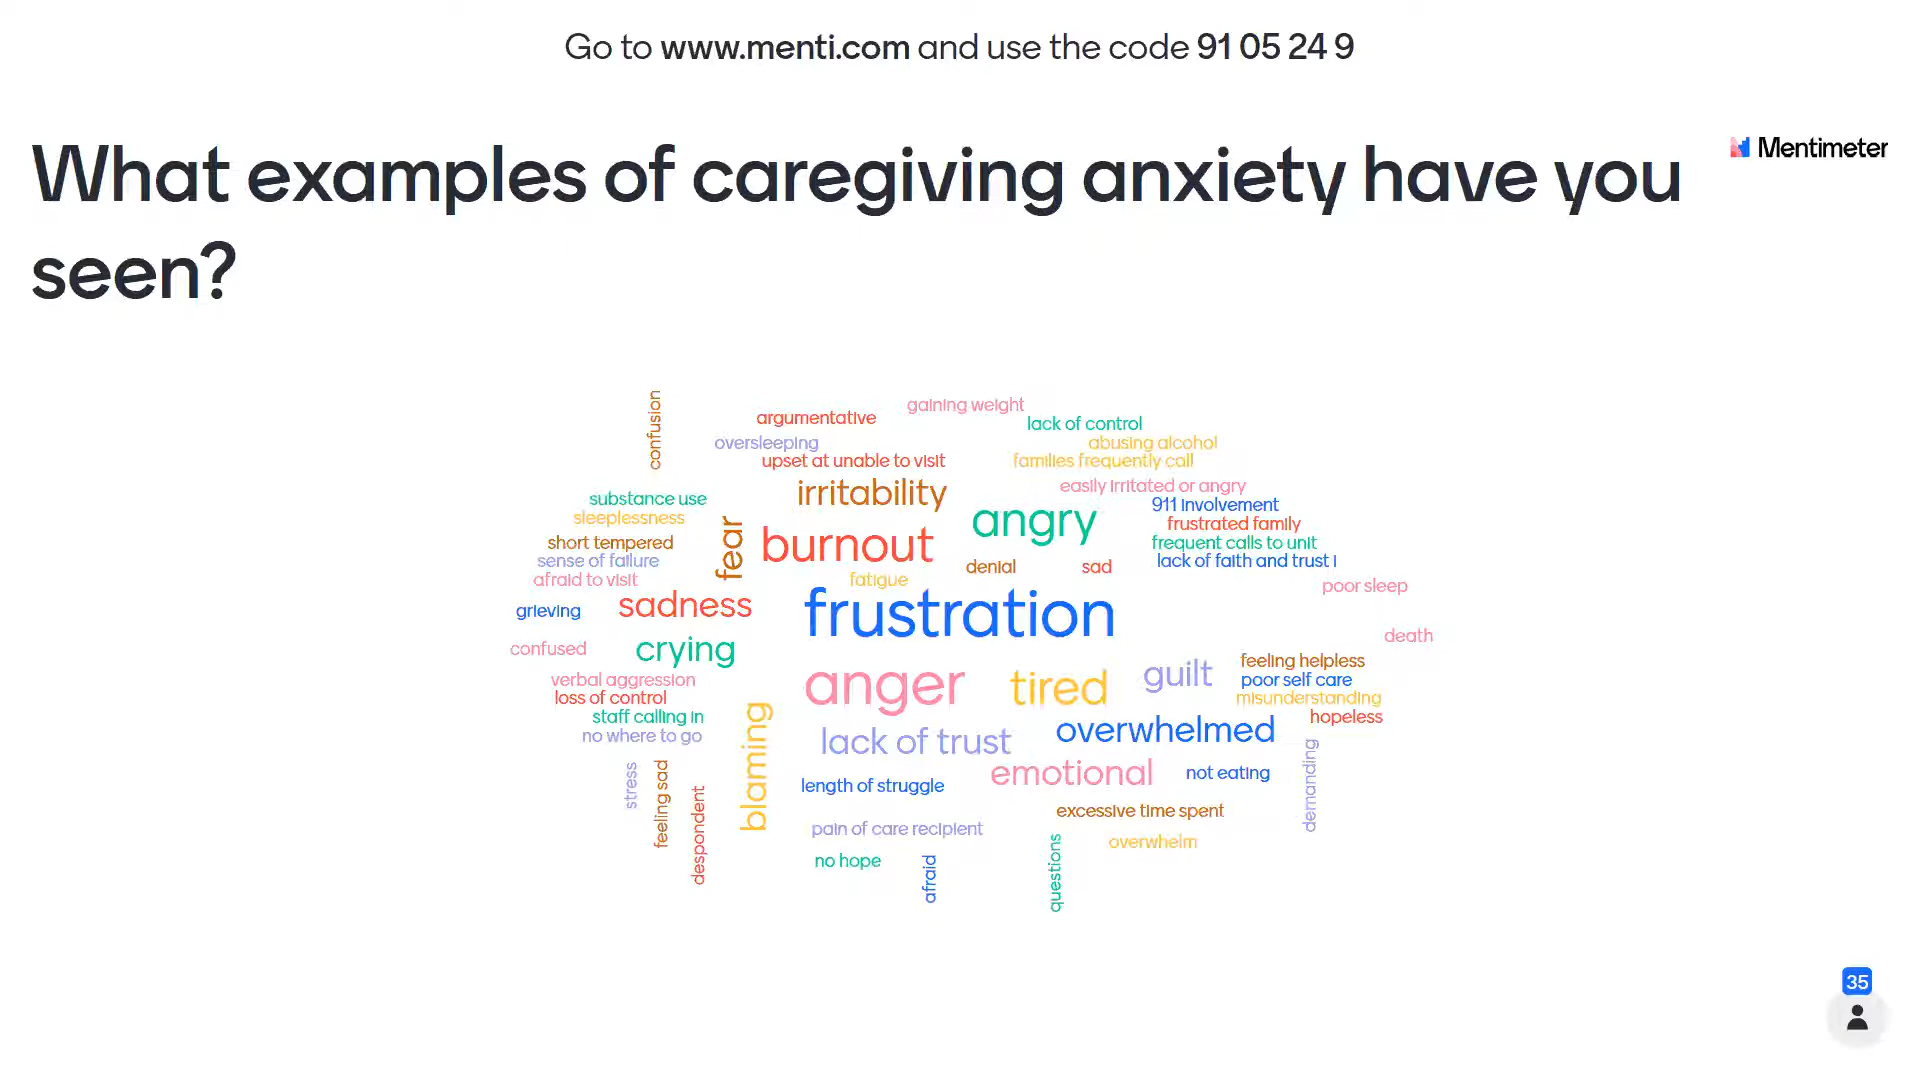 Go to www.menti.com and use the code 91 05 24 9
Mentimeter
What examples of caregiving anxiety have you
seen?
confusion
argumentative
gaining weight
lack of control
oversleeping
abusing alcohol
upset at unable to visit
families frequently call
irritability
easily irritated or angry
substance use
911 involvement
sleeplessness
fear
burnout
angry
frustrated family
short tempered
frequent calls to unit
sense of failure
denial
sad
lack of faith and trust i
afraid to visit
fatigue
poor sleep
grieving
sadness
frustration
death
confused
crying
anger
tired
guilt
feeling helpless
verbal aggression
poor self care
loss of control
misunderstanding
staff calling in
hopeless
no where to go
blaming
lack of trust
overwhelmed
stress
feeling sad
despondent
length of struggle
emotional
not eating
demanding
excessive time spent
pain of care recipient
overwhelm
no hope
afraid
questions
35